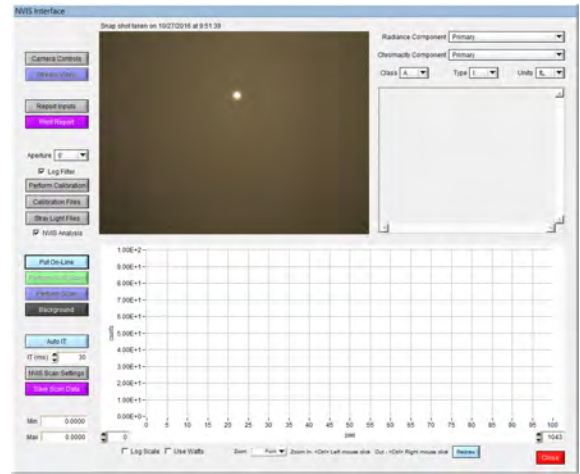 NVIS Interface
Snap shot taken on 10/27/2016 at 9:51:39
Radiance Component Primary
Chromacity Component Primary
Class A Type I Units fL
Camera Controls
Report Inputs
Print Report
Aperture 6'
Log Filter
Perform Calibration
Calibration Files
Stray Light Files
NVIS Analysis
Put On-Line
Perform Scan
Background
Auto IT
IT (ms) 30
NVIS Scan Settings
Save Scan Data
Min 0.0000
Max 0.0000
1.00E+2
9.00E+1
8.00E+1
7.00E+1
6.00E+1
5.00E+1
4.00E+1
3.00E+1
2.00E+1
1.00E+1
0.00E+0
counts
0 5 10 15 20 25 30 35 40 45 50 55 60 65 70 75 80 85 90 95 100
pixel
0 1043
Log Scale Use Watts Zoom Zoom In - <Ctrl> Left mouse click Out - <Ctrl> Right mouse click Redraw
Close